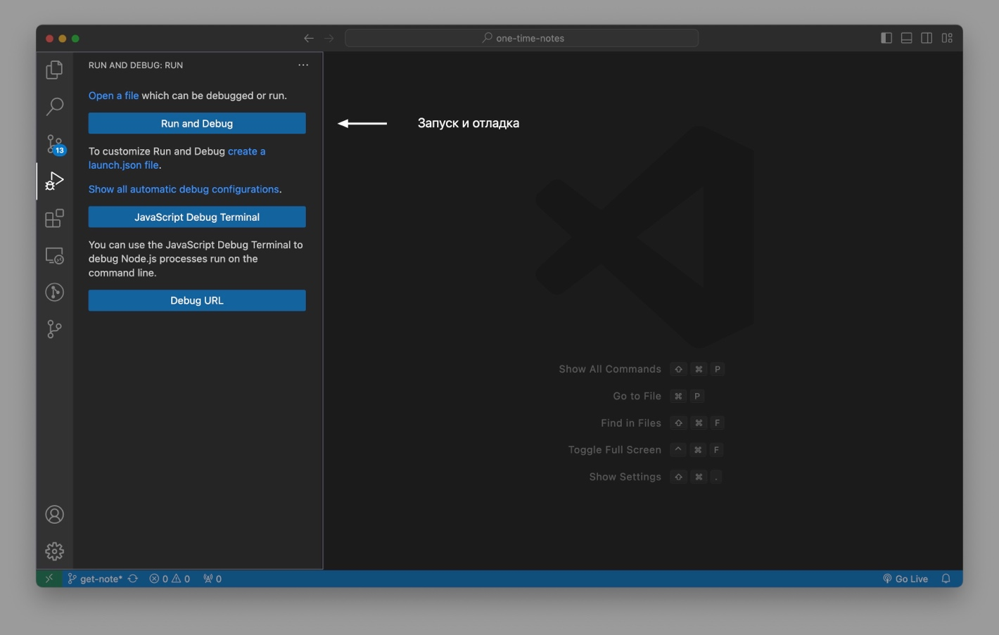 one-time-notes
RUN AND DEBUG: RUN
Open a file which can be debugged or run.
Run and Debug
Запуск и отладка
To customize Run and Debug create a
launch.json file.
13
Show all automatic debug configurations.
JavaScript Debug Terminal
You can use the JavaScript Debug Terminal to
debug Node.js processes run on the
command line.
Debug URL
Show All Commands ⇧ ⌘ P
Go to File ⌘ P
Find in Files ⇧ ⌘ F
Toggle Full Screen ^ ⌘ F
Show Settings ⇧ ⌘ .
get-note* 0 0 0 Go Live